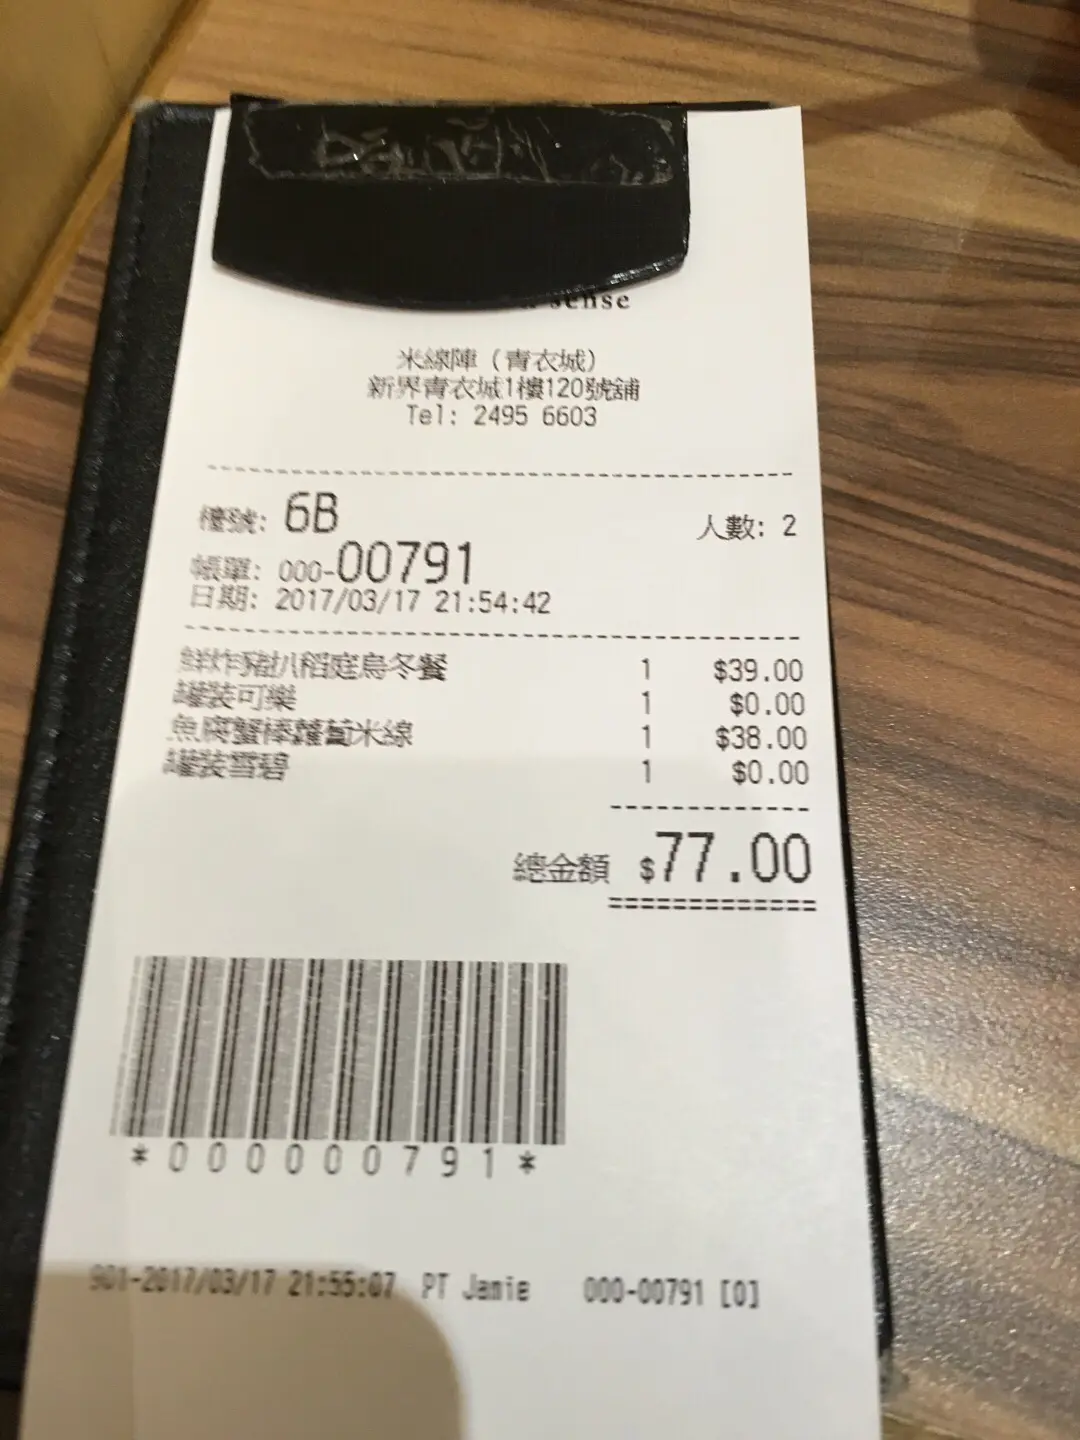 sense
米線陣（青衣城）
新界青衣城1樓120號舖
Tel: 2495 6603
檯號: 6B
人數: 2
帳單: 000-00791
日期: 2017/03/17 21:54:42
鮮炸豬扒稻庭烏冬餐 1 $39.00
罐裝可樂 1 $0.00
魚腐蟹棒蘿蔔米線 1 $38.00
罐裝雪碧 1 $0.00
總金額 $77.00
*000000791*
901-2017/03/17 21:55:07 PT Jamie 000-00791 [0]